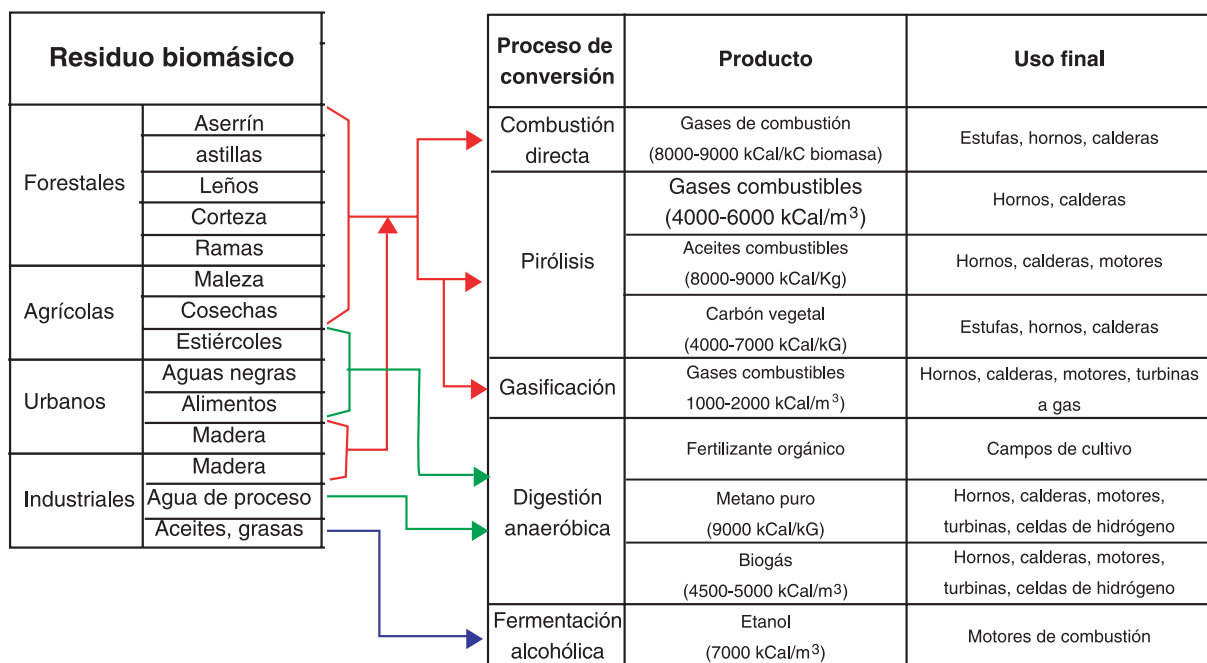 Residuo biomásico
Forestales
Aserrín
astillas
Leños
Corteza
Ramas
Agrícolas
Maleza
Cosechas
Estiércoles
Urbanos
Aguas negras
Alimentos
Madera
Industriales
Madera
Agua de proceso
Aceites, grasas
Proceso de
conversión
Producto
Uso final
Combustión
directa
Gases de combustión
(8000-9000 kCal/kC biomasa)
Estufas, hornos, calderas
Pirólisis
Gases combustibles
(4000-6000 kCal/m³)
Hornos, calderas
Aceites combustibles
(8000-9000 kCal/Kg)
Hornos, calderas, motores
Carbón vegetal
(4000-7000 kCal/kG)
Estufas, hornos, calderas
Gasificación
Gases combustibles
1000-2000 kCal/m³)
Hornos, calderas, motores, turbinas
a gas
Digestión
anaeróbica
Fertilizante orgánico
Campos de cultivo
Metano puro
(9000 kCal/kG)
Hornos, calderas, motores,
turbinas, celdas de hidrógeno
Biogás
(4500-5000 kCal/m³)
Hornos, calderas, motores,
turbinas, celdas de hidrógeno
Fermentación
alcohólica
Etanol
(7000 kCal/m³)
Motores de combustión